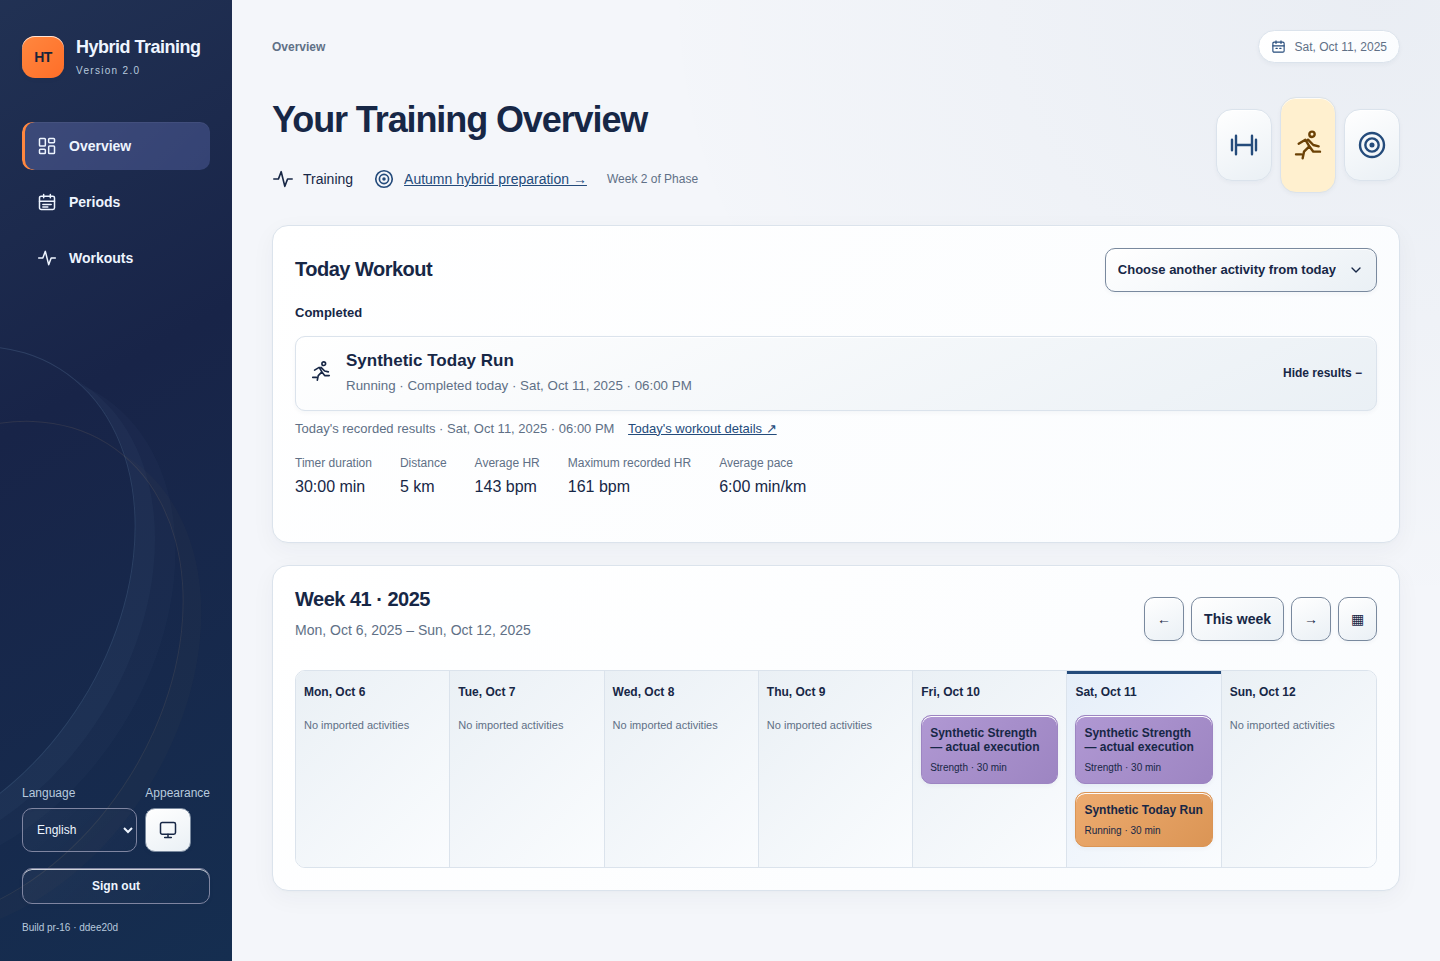 HT
Hybrid Training
Version 2.0
Overview
Periods
Workouts
Language
Appearance
English
Sign out
Build pr-16 · ddee20d
Overview
Sat, Oct 11, 2025
Your Training Overview
Training
Autumn hybrid preparation →
Week 2 of Phase
Today Workout
Choose another activity from today
Completed
Synthetic Today Run
Running · Completed today · Sat, Oct 11, 2025 · 06:00 PM
Hide results −
Today's recorded results · Sat, Oct 11, 2025 · 06:00 PM
Today's workout details ↗
Timer duration
Distance
Average HR
Maximum recorded HR
Average pace
30:00 min
5 km
143 bpm
161 bpm
6:00 min/km
Week 41 · 2025
Mon, Oct 6, 2025 – Sun, Oct 12, 2025
←
This week
→
Mon, Oct 6
Tue, Oct 7
Wed, Oct 8
Thu, Oct 9
Fri, Oct 10
Sat, Oct 11
Sun, Oct 12
No imported activities
No imported activities
No imported activities
No imported activities
Synthetic Strength
— actual execution
Strength · 30 min
Synthetic Strength
— actual execution
Strength · 30 min
Synthetic Today Run
Running · 30 min
No imported activities